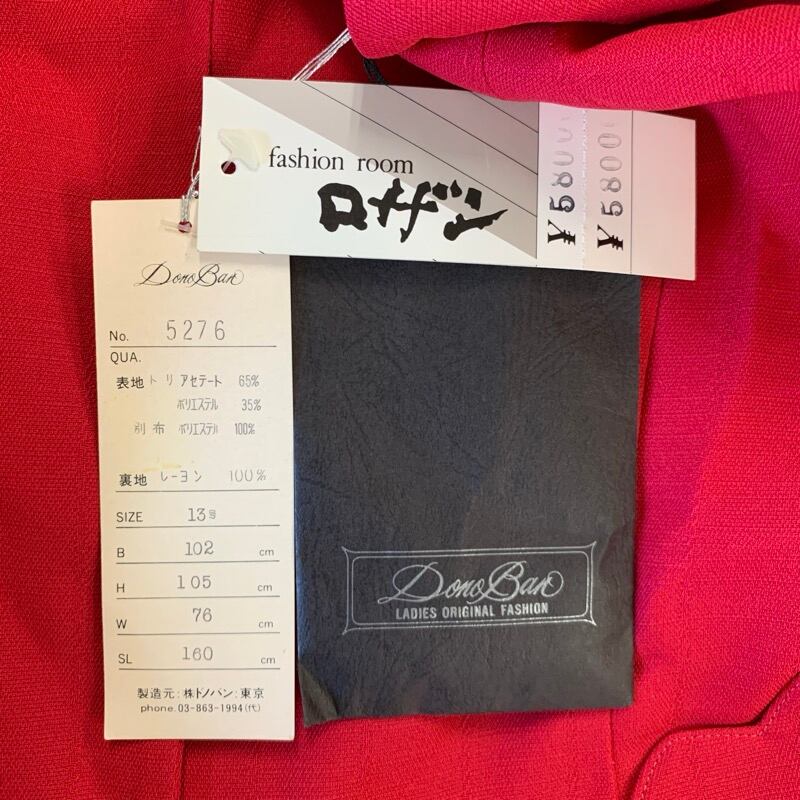 fashion room
ロザン
¥5800
¥5800
DonoBan
No. 5276
QUA.
表地 トリアセテート 65%
ポリエステル 35%
別布 ポリエステル 100%
裏地 レーヨン 100%
SIZE 13号
B 102 cm
H 105 cm
W 76 cm
SL 160 cm
製造元:㈱ドノバン:東京
phone.03-863-1994(代)
DonoBan
LADIES ORIGINAL FASHION